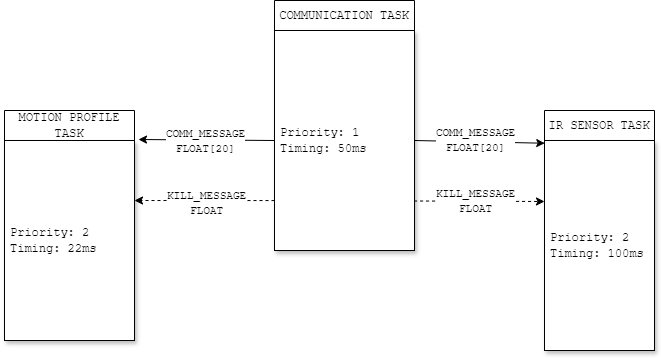 COMMUNICATION TASK
MOTION PROFILE
TASK
COMM_MESSAGE
FLOAT[20]
KILL_MESSAGE
FLOAT
Priority: 2
Timing: 22ms
Priority: 1
Timing: 50ms
COMM_MESSAGE
FLOAT[20]
KILL_MESSAGE
FLOAT
IR SENSOR TASK
Priority: 2
Timing: 100ms